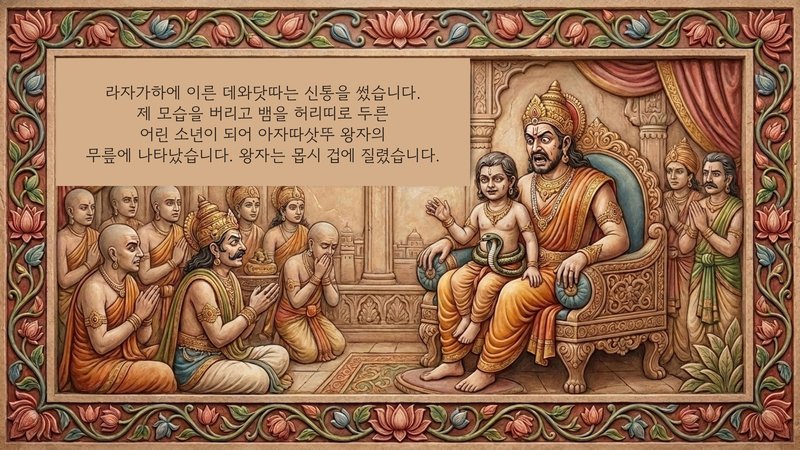 라자가하에 이른 데와닷따는 신통을 썼습니다.
제 모습을 버리고 뱀을 허리띠로 두른
어린 소년이 되어 아자따삿뚜 왕자의
무릎에 나타났습니다. 왕자는 몹시 겁에 질렸습니다.